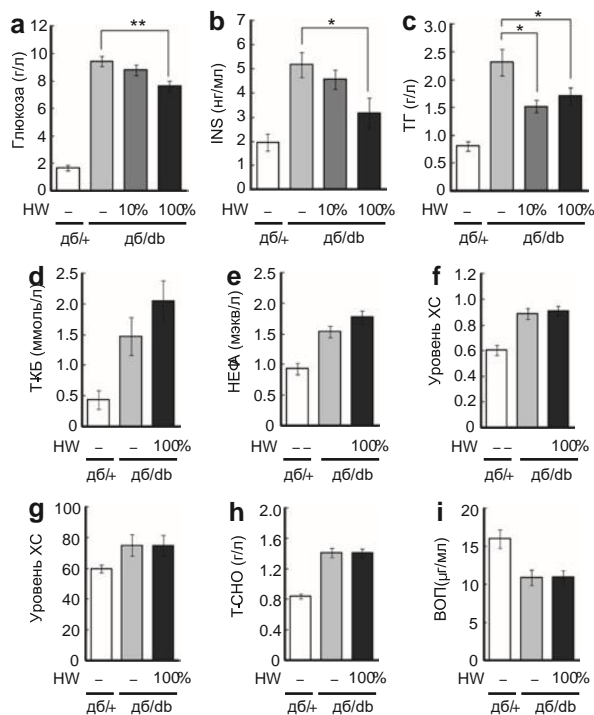 a
Глюкоза (г/л)
12
10
8
6
4
2
0
**
HW – – 10% 100%
дб/+ дб/db
b
INS (нг/мл)
7
6
5
4
3
2
1
0
*
HW – – 10% 100%
дб/+ дб/db
c
ТГ (г/л)
3.0
2.5
2.0
1.5
1.0
0.5
0
*
*
HW – – 10% 100%
дб/+ дб/db
d
Т-КБ (ммоль/л)
2.5
2.0
1.5
1.0
0.5
0
HW – – 100%
дб/+ дб/db
e
НЕФА (мэкв/л)
2.5
2.0
1.5
1.0
0.5
0
HW – – 100%
дб/+ дб/db
f
Уровень ХС
1.2
1.0
0.8
0.6
0.4
0.2
HW – – 100%
дб/+ дб/db
g
Уровень ХС
100
80
60
40
20
0
HW – – 100%
дб/+ дб/db
h
Т-СНО (г/л)
2.0
1.6
1.2
0.8
0.4
0
HW – – 100%
дб/+ дб/db
i
ВОП(μг/мл)
20
15
10
5
0
HW – – 100%
дб/+ дб/db